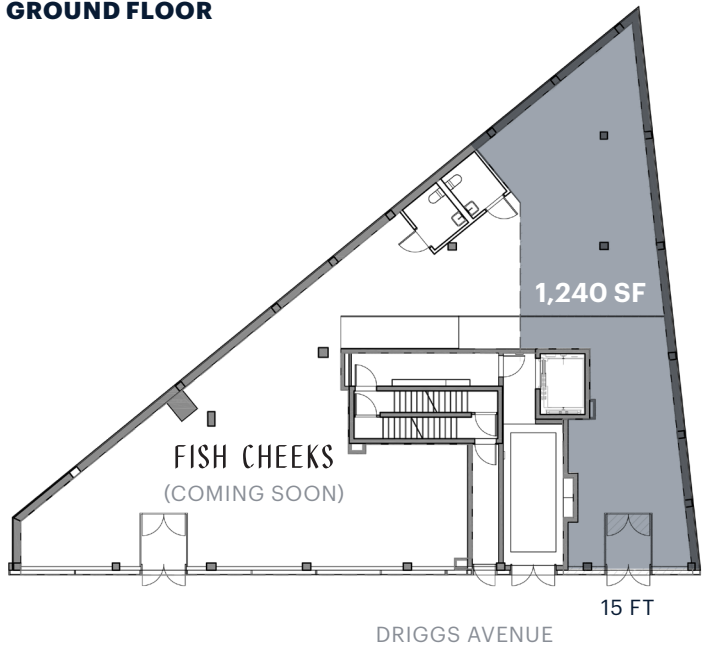 GROUND FLOOR
1,240 SF
FISH CHEEKS
(COMING SOON)
15 FT
DRIGGS AVENUE